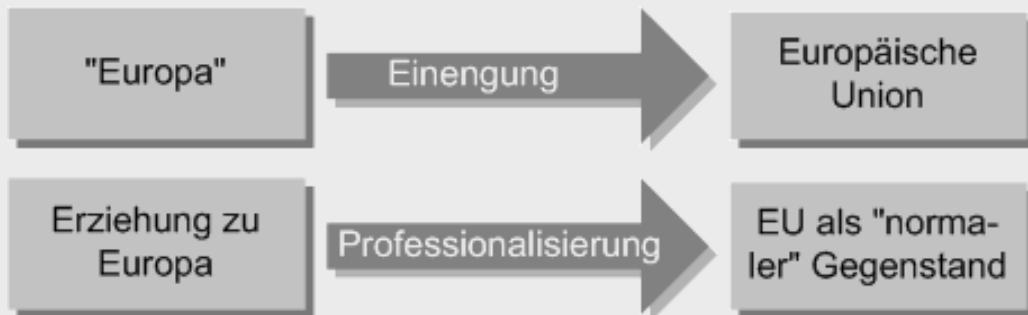 "Europa"
Einengung
Europäische
Union
Erziehung zu
Europa
Professionalisierung
EU als "norma-
ler" Gegenstand